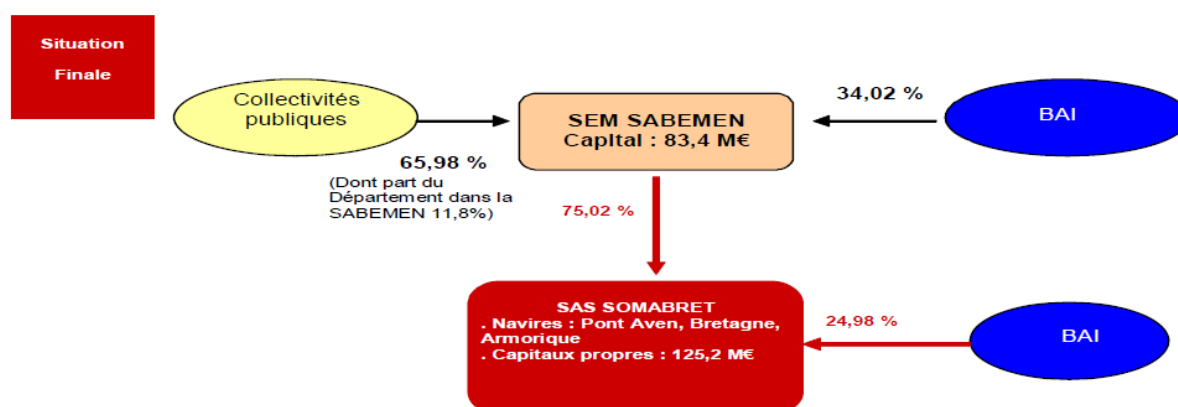 Situation
Finale
Collectivités
publiques
65,98 %
(Dont part du
Département dans la
SABEMEN 11,8%)
SEM SABEMEN
Capital : 83,4 M€
34,02 %
BAI
75,02 %
SAS SOMABRET
. Navires : Pont Aven, Bretagne,
Armorique
. Capitaux propres : 125,2 M€
24,98 %
BAI